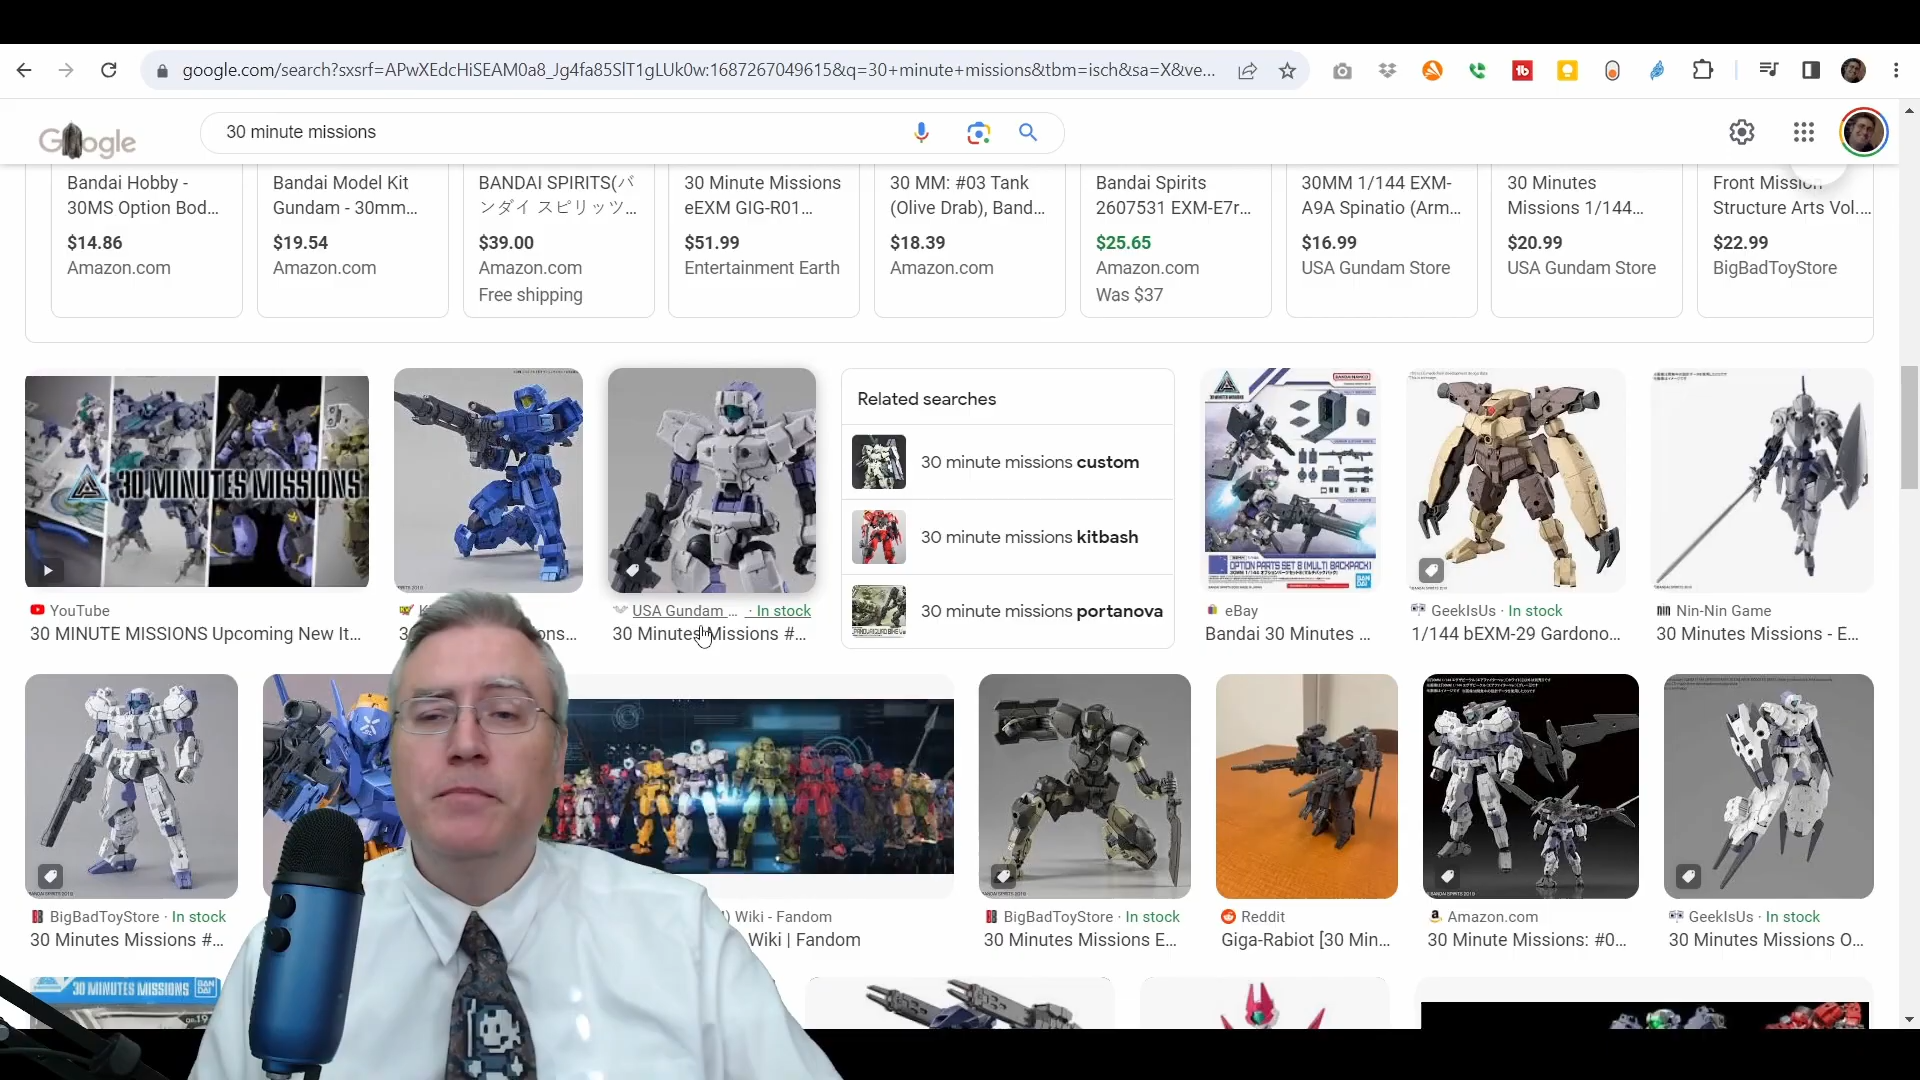 google.com/search?sxsrf=APwXEdcHiSEAM0a8_Jg4fa85SlT1gLUk0w:1687267049615&q=30+minute+missions&tbm=isch&sa=X&ve...
Google
30 minute missions
Bandai Hobby -
30MS Option Bod...
$14.86
Amazon.com
Bandai Model Kit
Gundam - 30mm...
$19.54
Amazon.com
BANDAI SPIRITS(バ
ンダイ スピリッツ...
$39.00
Amazon.com
Free shipping
30 Minute Missions
eEXM GIG-R01...
$51.99
Entertainment Earth
30 MM: #03 Tank
(Olive Drab), Band...
$18.39
Amazon.com
Bandai Spirits
2607531 EXM-E7r...
$25.65
Amazon.com
Was $37
30MM 1/144 EXM-
A9A Spinatio (Arm...
$16.99
USA Gundam Store
30 Minutes
Missions 1/144...
$20.99
USA Gundam Store
Front Mission
Structure Arts Vol....
$22.99
BigBadToyStore
30 MINUTES MISSIONS
YouTube
30 MINUTE MISSIONS Upcoming New It...
ons...
USA Gundam ... · In stock
30 Minutes Missions #...
Related searches
30 minute missions custom
30 minute missions kitbash
30 minute missions portanova
OPTION PARTS SET 8 (MULTI BACKPACK)
eBay
Bandai 30 Minutes ...
GeekIsUs · In stock
1/144 bEXM-29 Gardono...
Nin-Nin Game
30 Minutes Missions - E...
BigBadToyStore · In stock
30 Minutes Missions #...
Wiki - Fandom
Wiki | Fandom
BigBadToyStore · In stock
30 Minutes Missions E...
Reddit
Giga-Rabiot [30 Min...
Amazon.com
30 Minute Missions: #0...
GeekIsUs · In stock
30 Minutes Missions O...
30 MINUTES MISSIONS
BAN
DAI